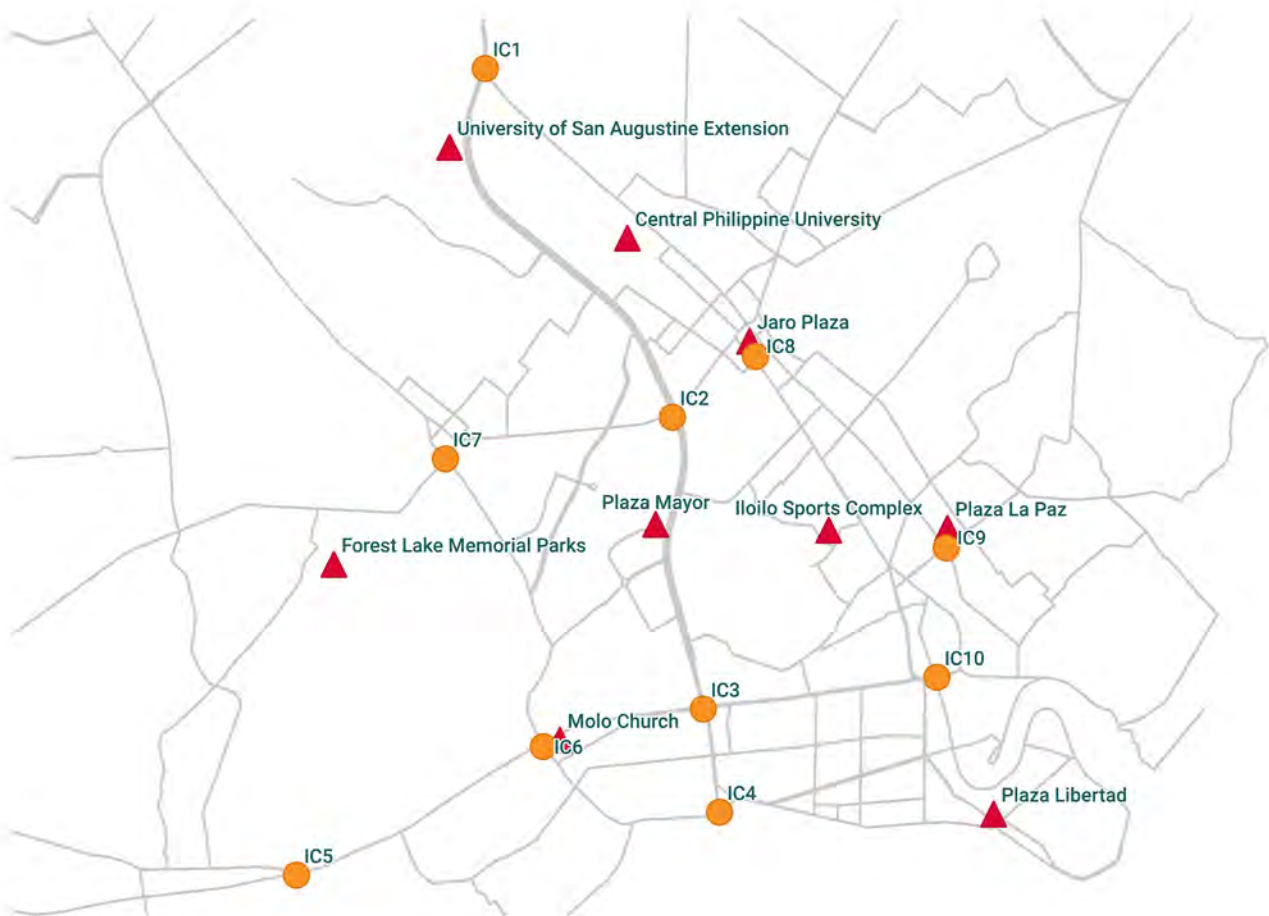 IC1
University of San Augustine Extension
Central Philippine University
Jaro Plaza
IC8
IC2
IC7
Plaza Mayor
Iloilo Sports Complex
Plaza La Paz
IC9
Forest Lake Memorial Parks
IC10
IC3
Molo Church
IC6
Plaza Libertad
IC4
IC5